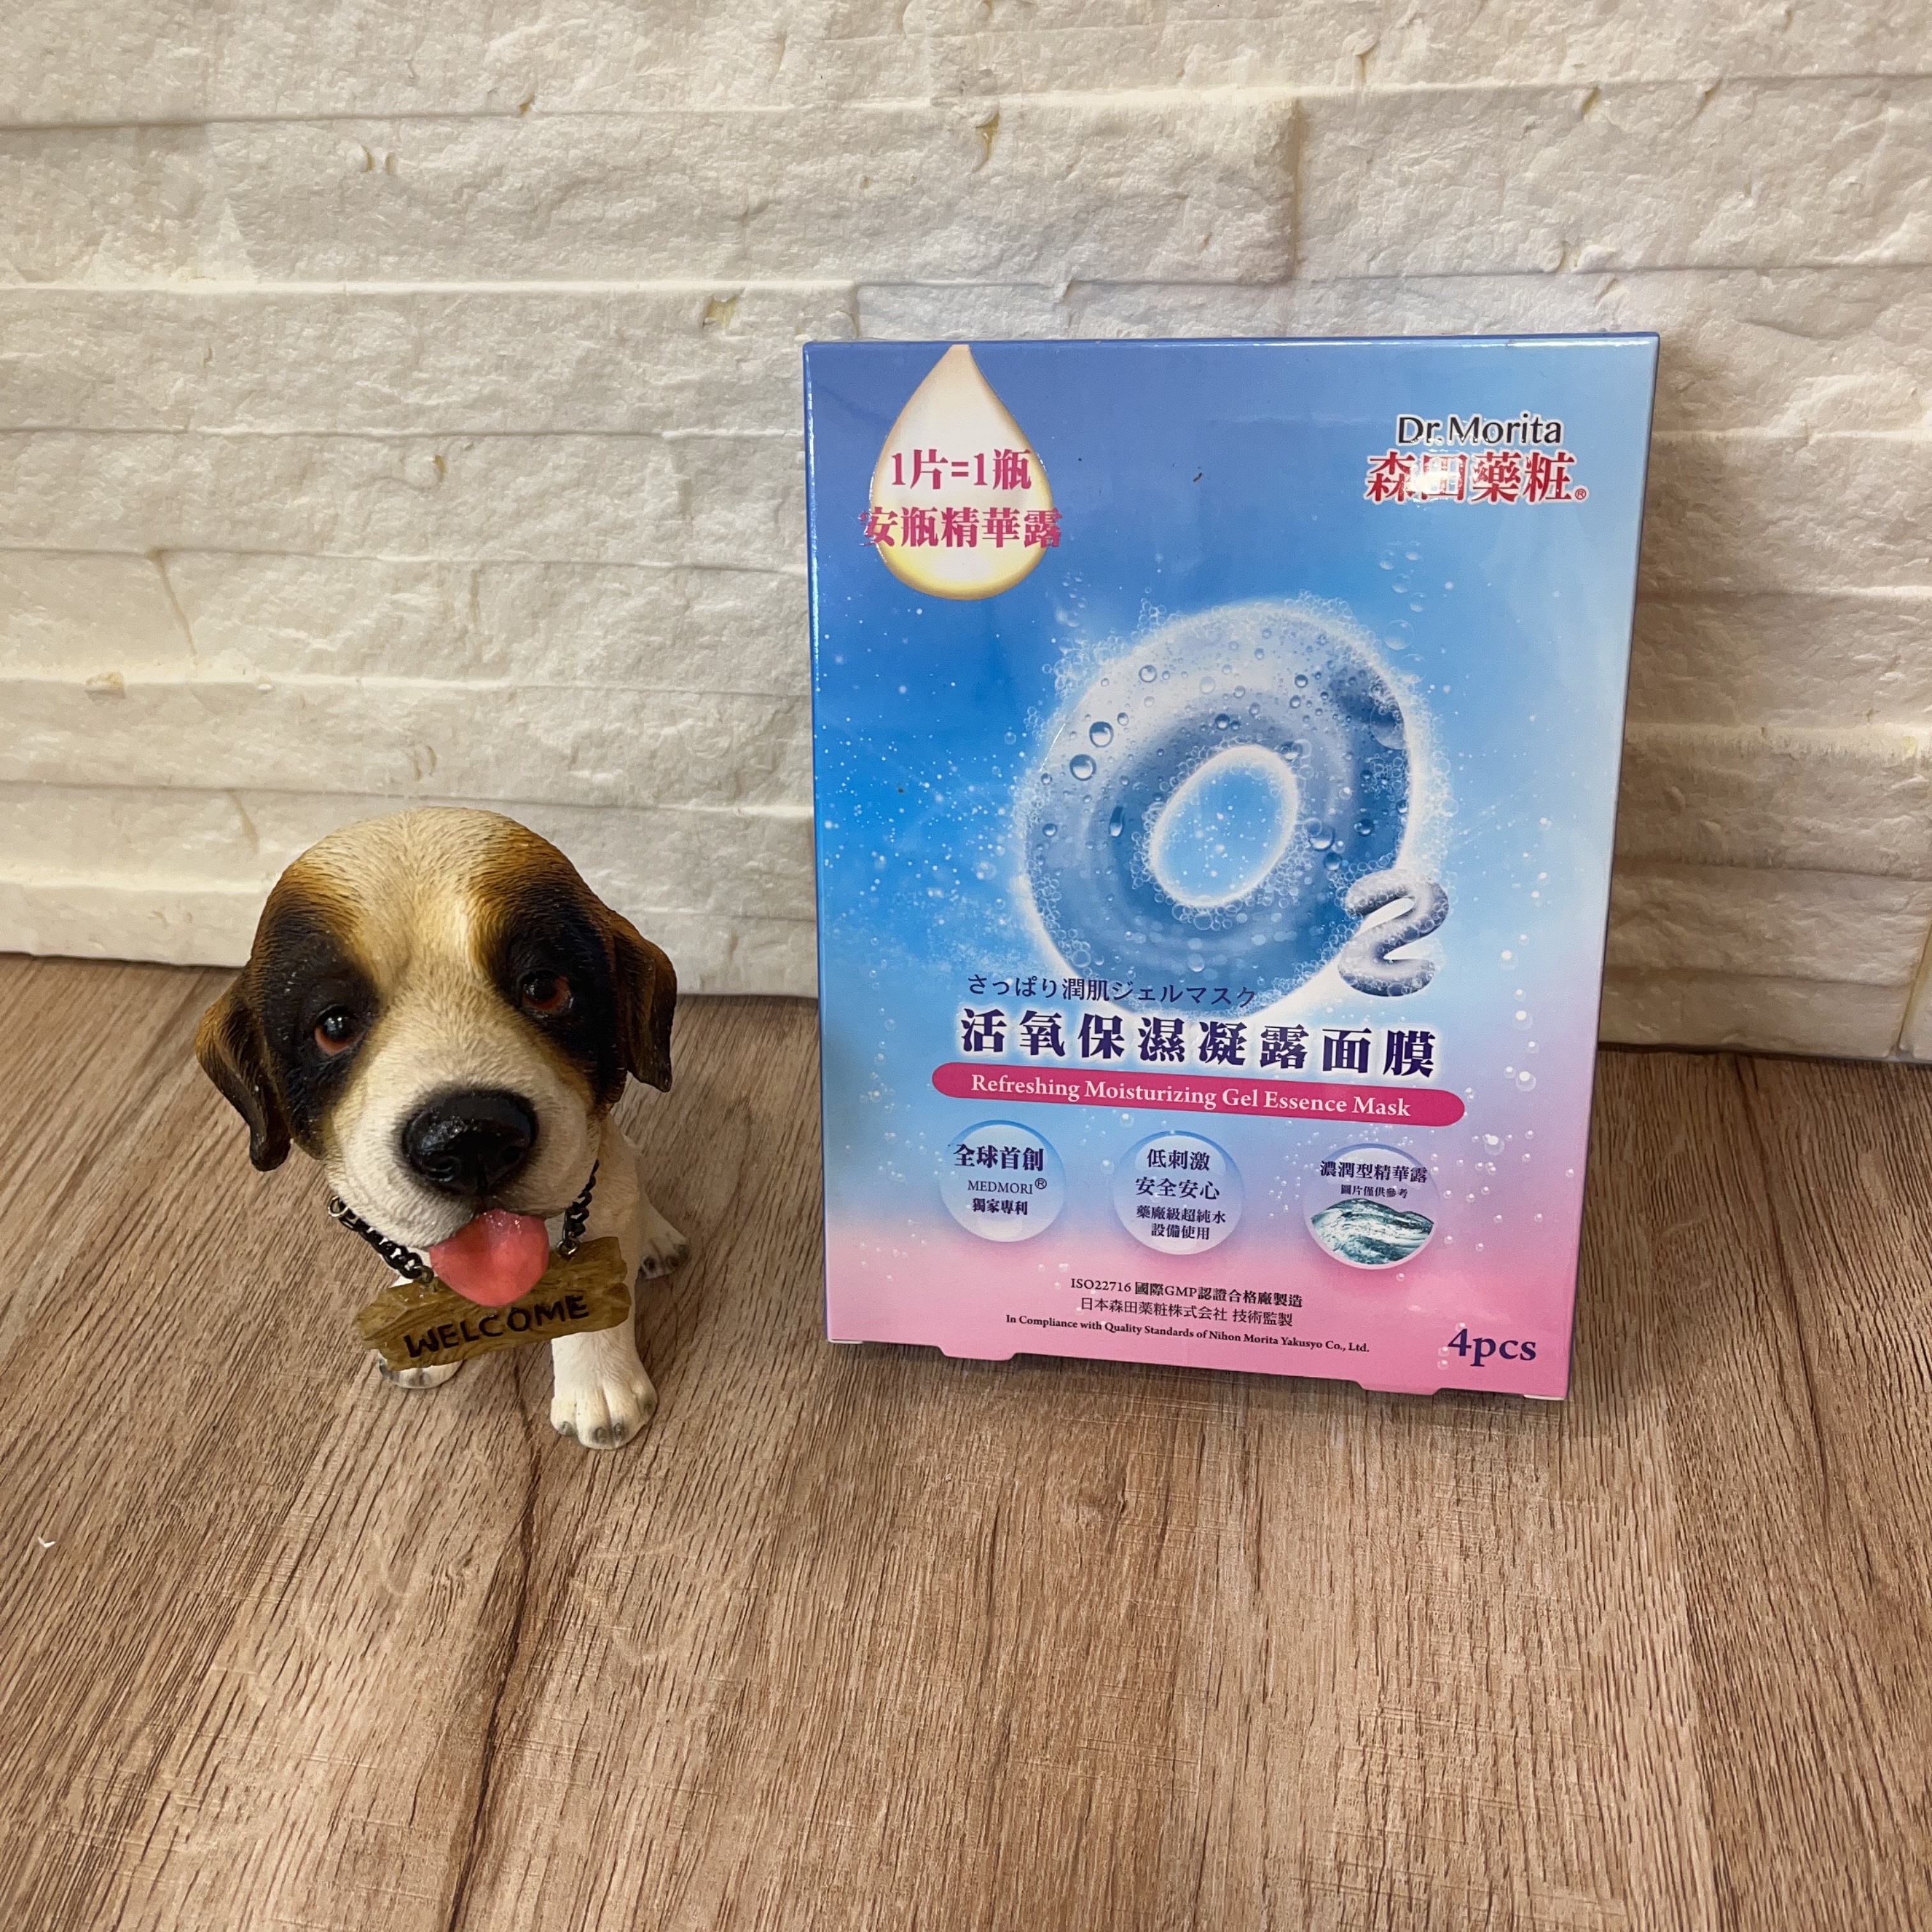 1片=1瓶
安瓶精華露
Dr.Morita
森田藥粧®
O2
さっぱり潤肌ジェルマスク
活氧保濕凝露面膜
Refreshing Moisturizing Gel Essence Mask
全球首創
MEDMORI®
獨家專利
低刺激
安全安心
藥廠級超純水
設備使用
濃潤型精華露
圖片僅供參考
ISO22716 國際GMP認證合格廠製造
日本森田薬粧株式会社 技術監製
In Compliance with Quality Standards of Nihon Morita Yakusyo Co., Ltd.
4pcs
WELCOME